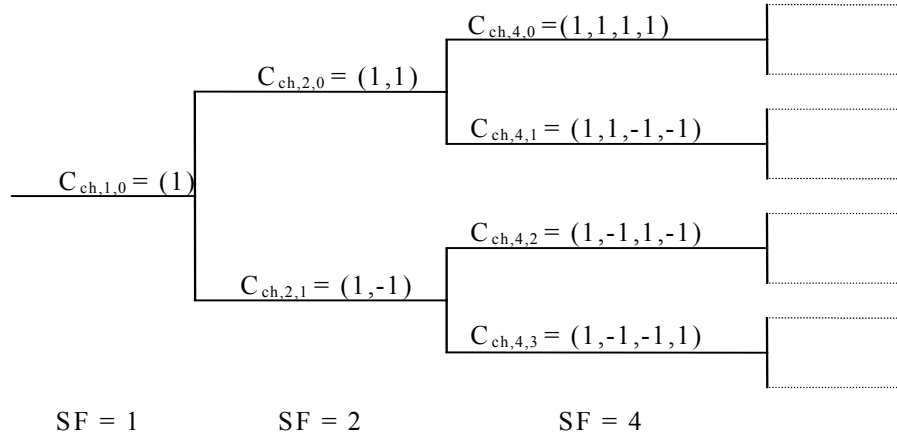 C ch,4,0 =(1,1,1,1)
C ch,2,0 = (1,1)
C ch,4,1 = (1,1,-1,-1)
C ch,1,0 = (1)
C ch,4,2 = (1,-1,1,-1)
C ch,2,1 = (1,-1)
C ch,4,3 = (1,-1,-1,1)
SF = 1 SF = 2 SF = 4